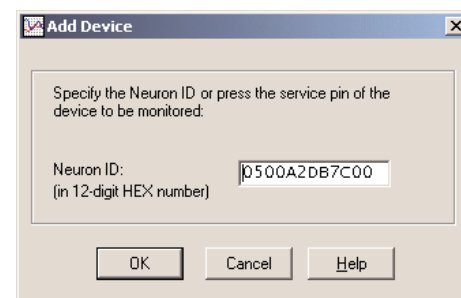 Add Device
Specify the Neuron ID or press the service pin of the
device to be monitored:
Neuron ID: 0500A2DB7C00
(in 12-digit HEX number)
OK Cancel Help